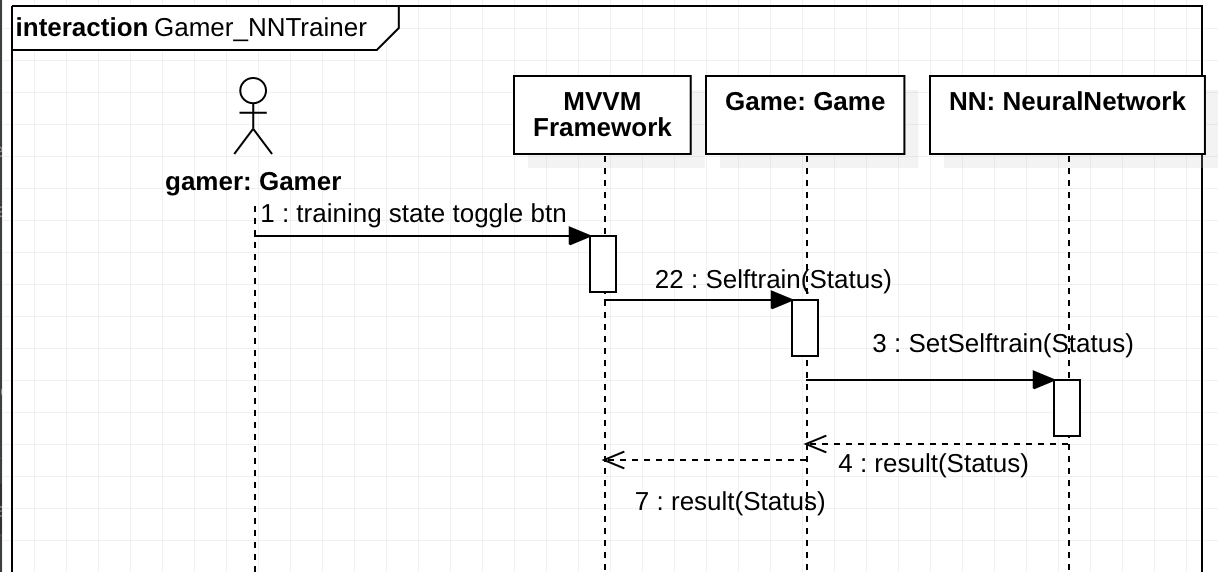 interaction Gamer_NNTrainer
MVVM
Framework
Game: Game
NN: NeuralNetwork
gamer: Gamer
1 : training state toggle btn
22 : Selftrain(Status)
3 : SetSelftrain(Status)
4 : result(Status)
7 : result(Status)